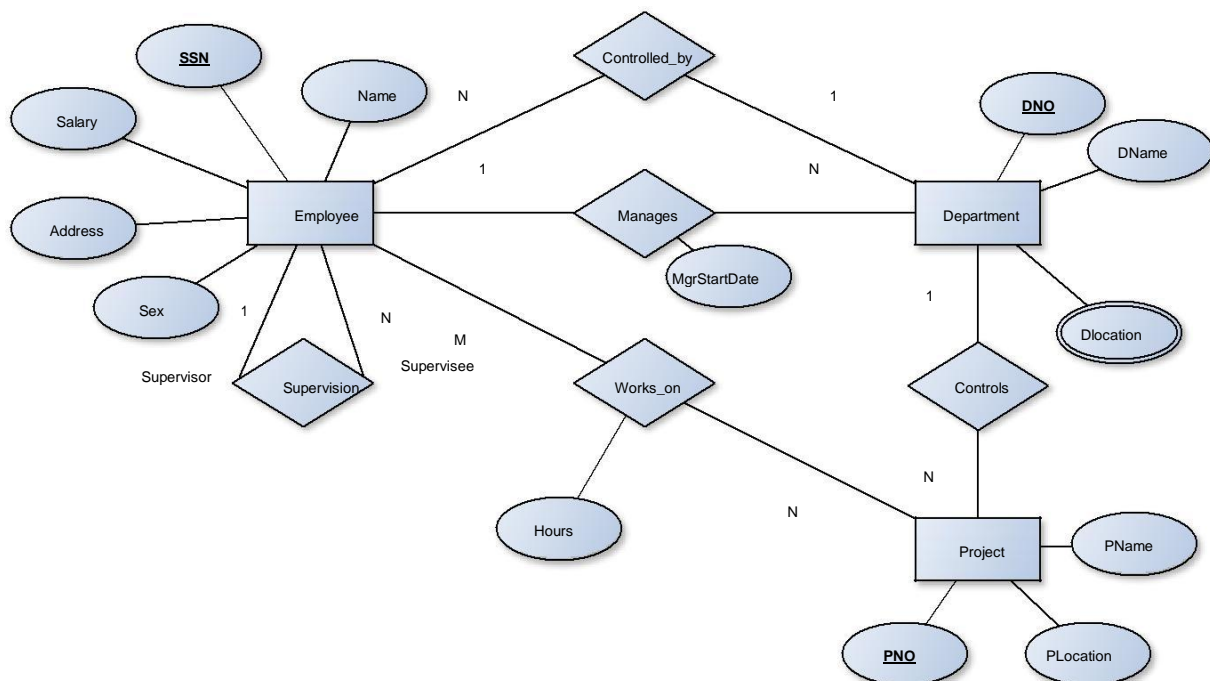 Controlled_by
SSN
Name
N
1
DNO
Salary
DName
1
N
Employee
Manages
Department
Address
MgrStartDate
Sex
1
N
1
Dlocation
M
Supervisor
Supervisee
Supervision
Works_on
Controls
N
Hours
N
Project
PName
PNO
PLocation